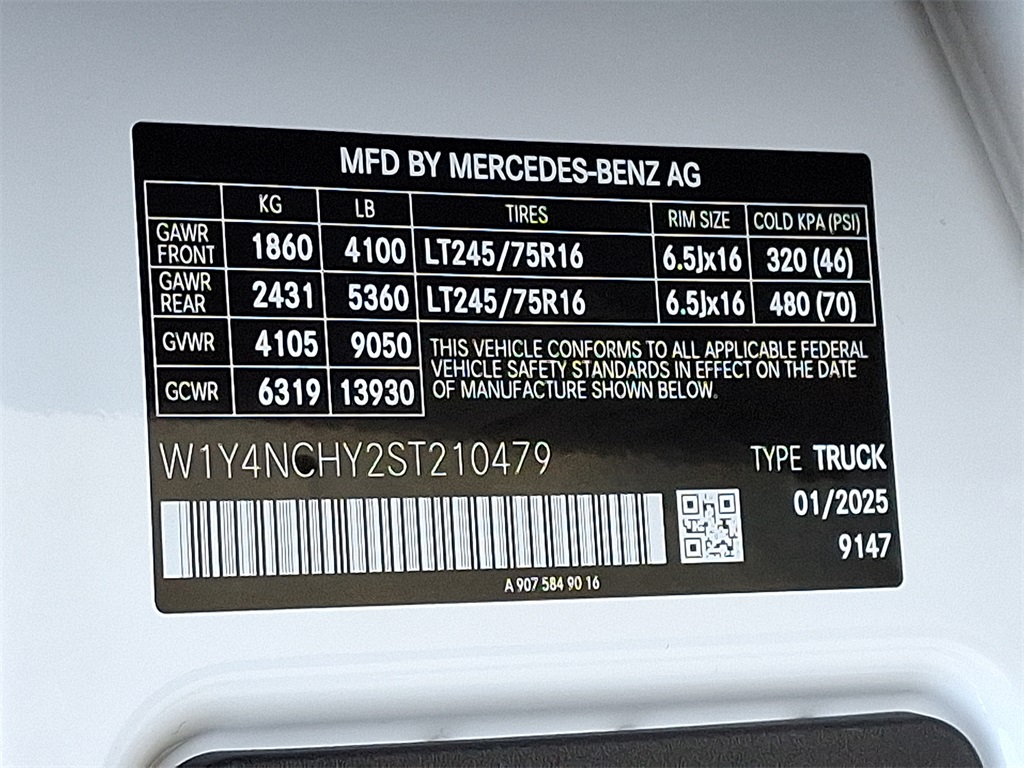 MFD BY MERCEDES-BENZ AG
KG LB TIRES RIM SIZE COLD KPA (PSI)
GAWR FRONT 1860 4100 LT245/75R16 6.5Jx16 320 (46)
GAWR REAR 2431 5360 LT245/75R16 6.5Jx16 480 (70)
GVWR 4105 9050
GCWR 6319 13930
THIS VEHICLE CONFORMS TO ALL APPLICABLE FEDERAL
VEHICLE SAFETY STANDARDS IN EFFECT ON THE DATE
OF MANUFACTURE SHOWN BELOW.
W1Y4NCHY2ST210479
TYPE TRUCK
01/2025
9147
A 907 584 90 16